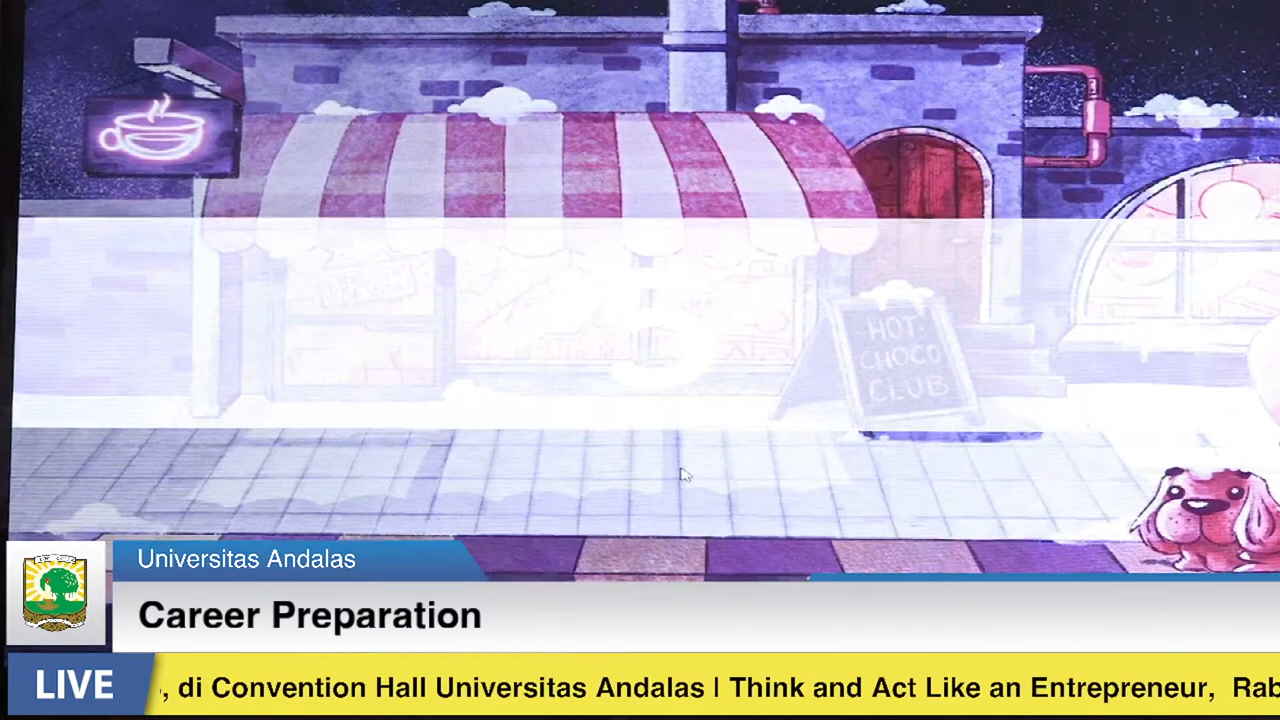 HOT
CHOCO
CLUB
Universitas Andalas
Career Preparation
LIVE
, di Convention Hall Universitas Andalas | Think and Act Like an Entrepreneur, Rab